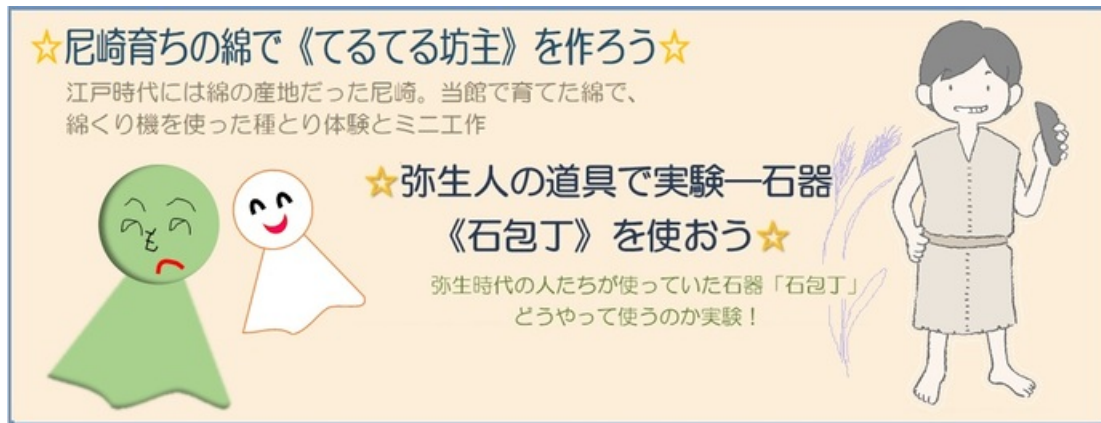 ☆尼崎育ちの綿で《てるてる坊主》を作ろう☆
江戸時代には綿の産地だった尼崎。当館で育てた綿で、
綿くり機を使った種とり体験とミニ工作
☆弥生人の道具で実験―石器
《石包丁》を使おう☆
弥生時代の人たちが使っていた石器「石包丁」
どうやって使うのか実験！